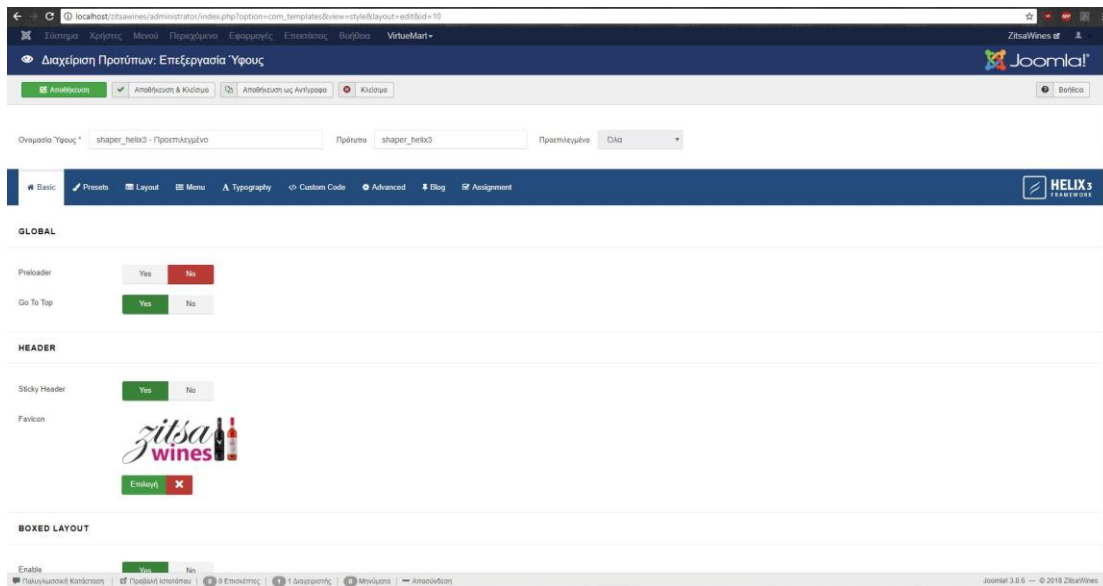 localhost/zitsawines/administrator/index.php?option=com_templates&view=style&layout=edit&id=10
Σύστημα Χρήστες Μενού Περιεχόμενο Εφαρμογές Επεκτάσεις Βοήθεια VirtueMart ZitsaWines
Διαχείριση Προτύπων: Επεξεργασία Ύφους Joomla!
Αποθήκευση Αποθήκευση & Κλείσιμο Αποθήκευση ως Αντίγραφο Κλείσιμο Βοήθεια
Ονομασία Ύφους * shaper_helix3 - Προεπιλεγμένο Πρότυπο shaper_helix3 Προεπιλεγμένο Όλα
Basic Presets Layout Menu Typography Custom Code Advanced Blog Assignment HELIX3 FRAMEWORK
GLOBAL
Preloader Yes No
Go To Top Yes No
HEADER
Sticky Header Yes No
Favicon
zitsa
wines
Επιλογή
BOXED LAYOUT
Enable Yes No
Πολυγλωσσική Κατάσταση Προβολή Ιστοτόπου 0 Επισκέπτες 1 Διαχειριστής 0 Μηνύματα Αποσύνδεση Joomla! 3.8.6 — © 2018 ZitsaWines